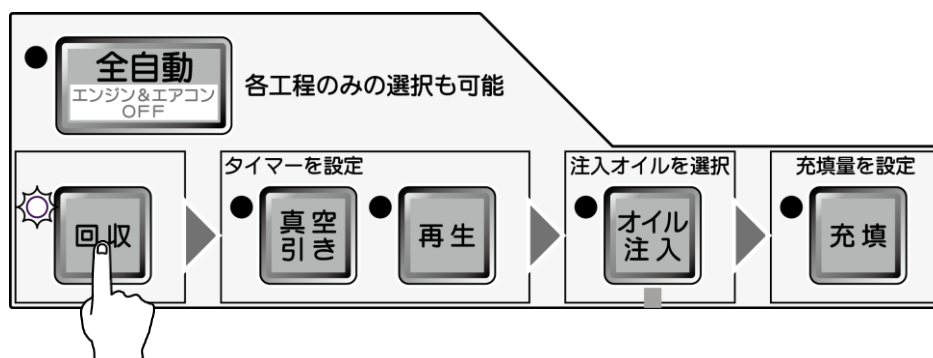 全自動
エンジン&エアコン
OFF
各工程のみの選択も可能
タイマーを設定
注入オイルを選択
充填量を設定
回収
真空
引き
再生
オイル
注入
充填